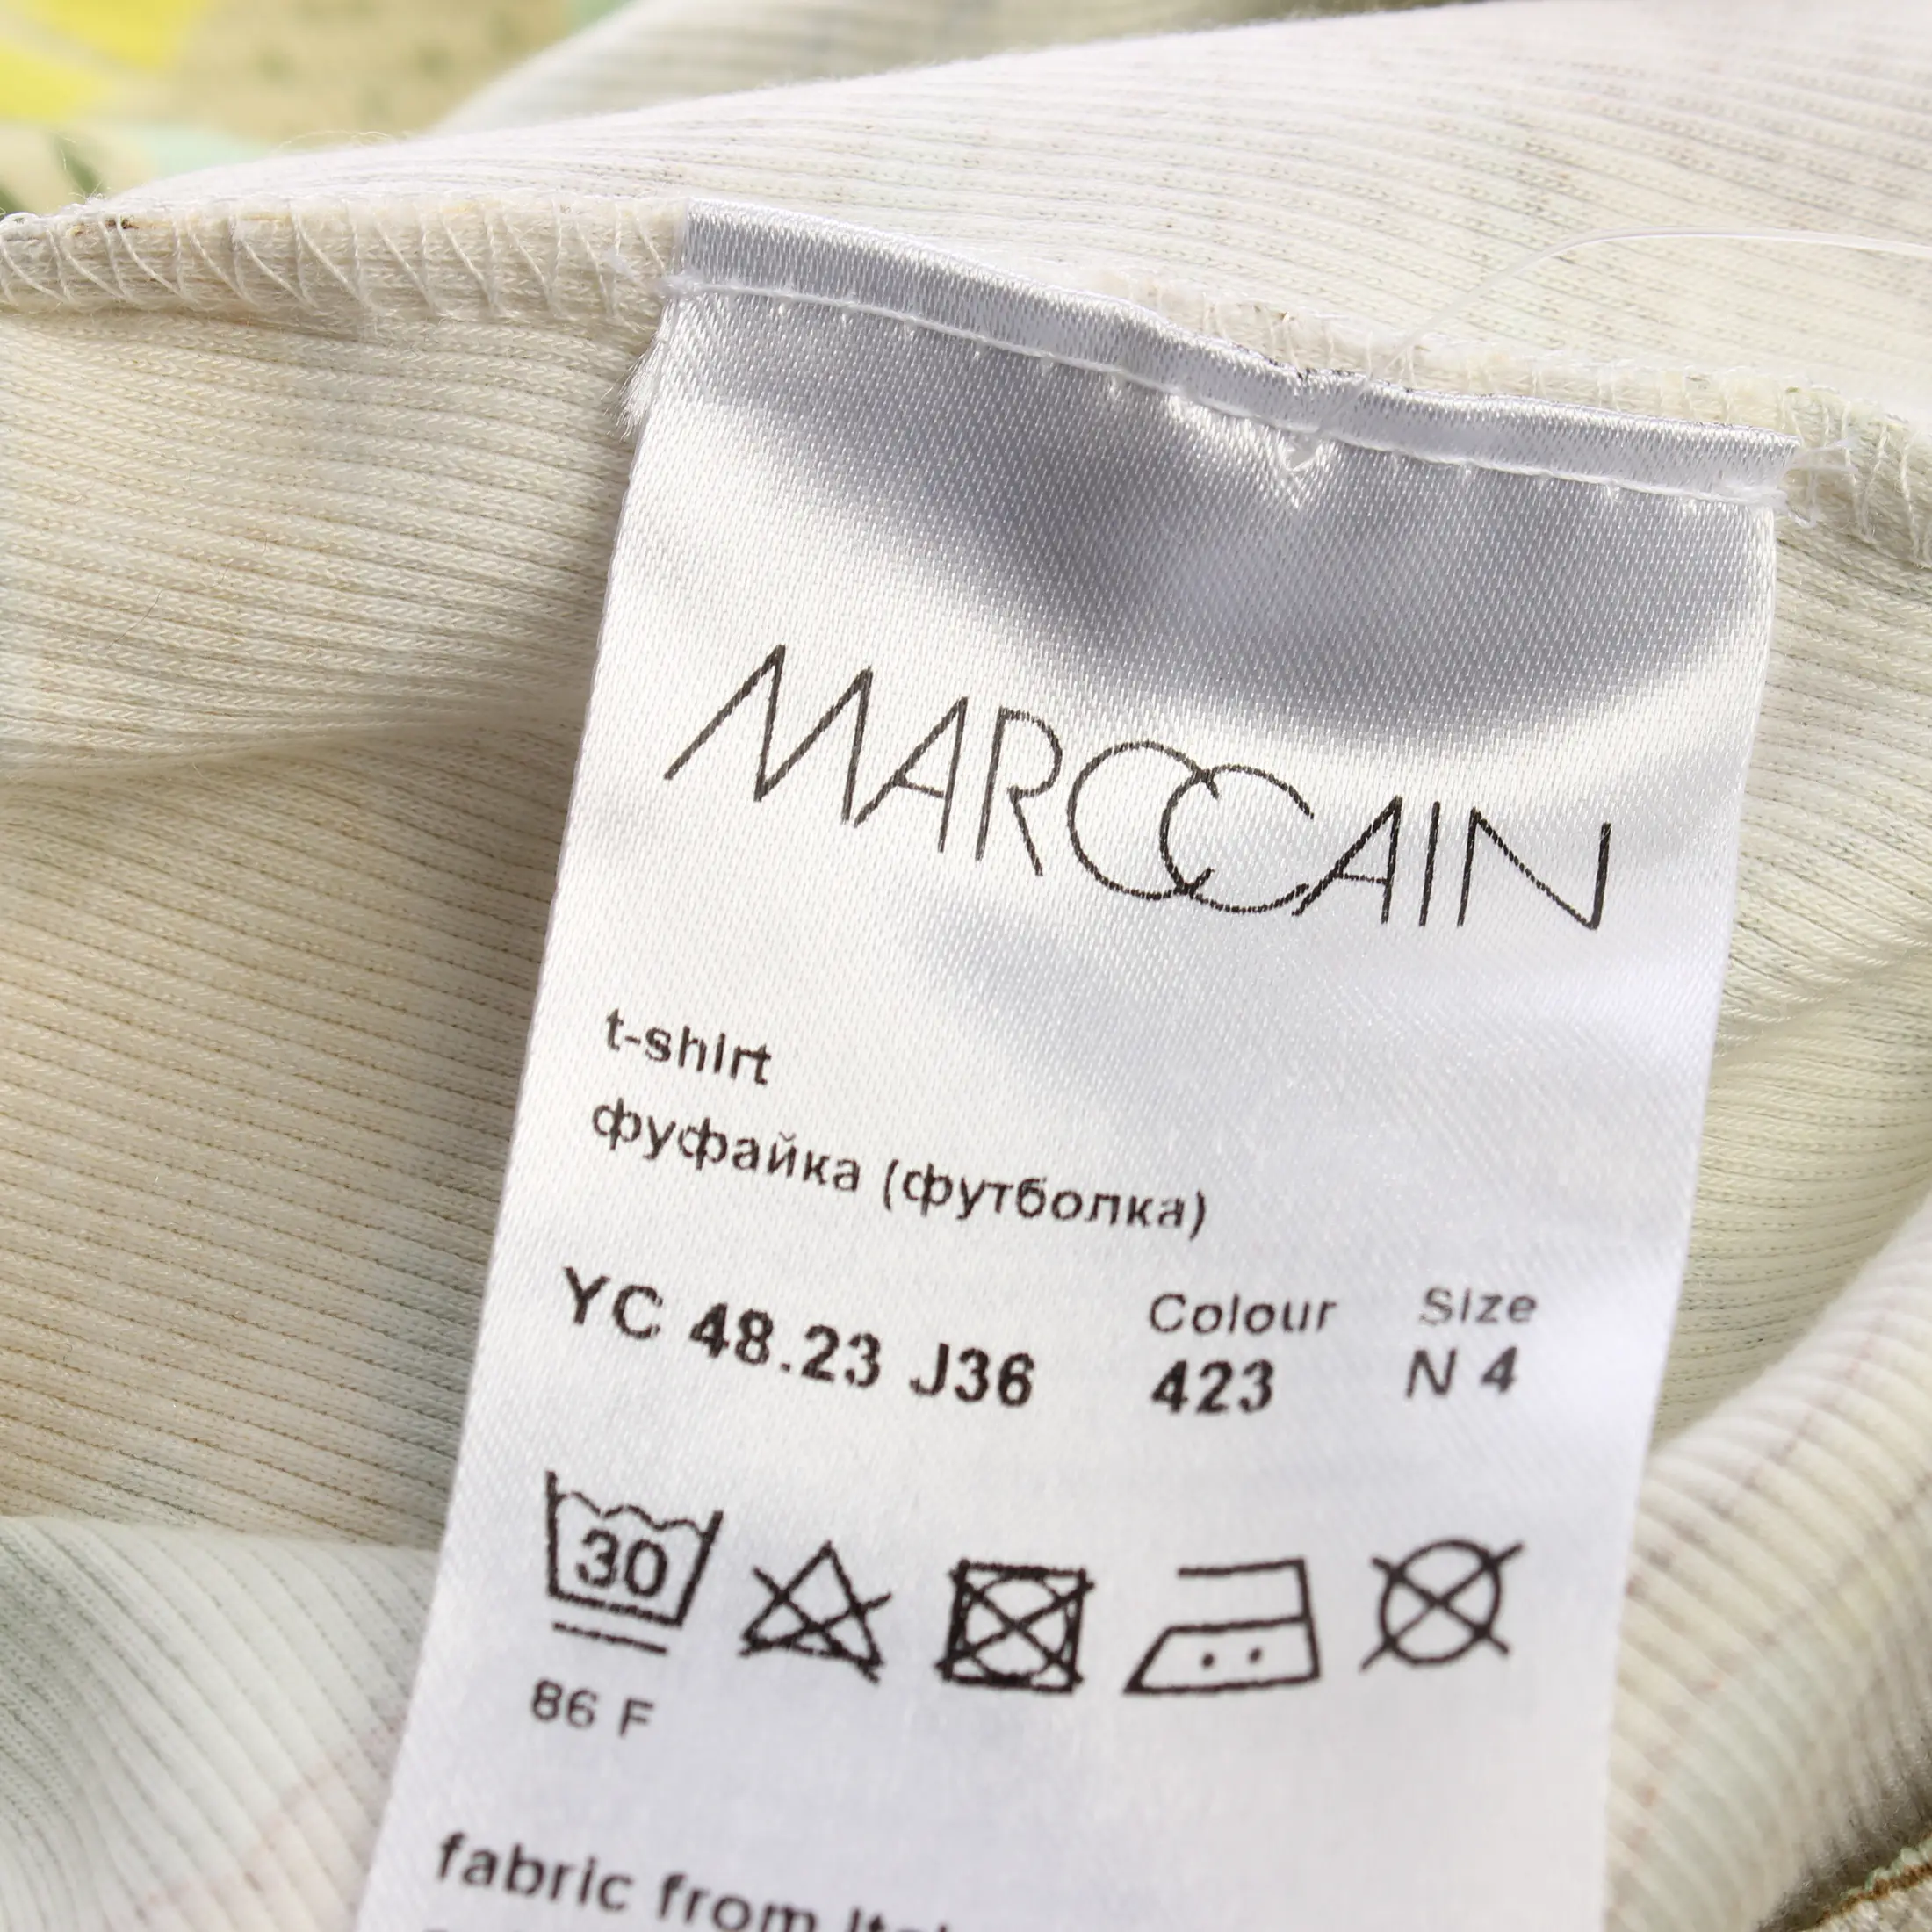 MARCCAIN
t-shirt
фуфайка (футболка)
Colour Size
YC 48.23 J36 423 N 4
30
86 F
fabric from